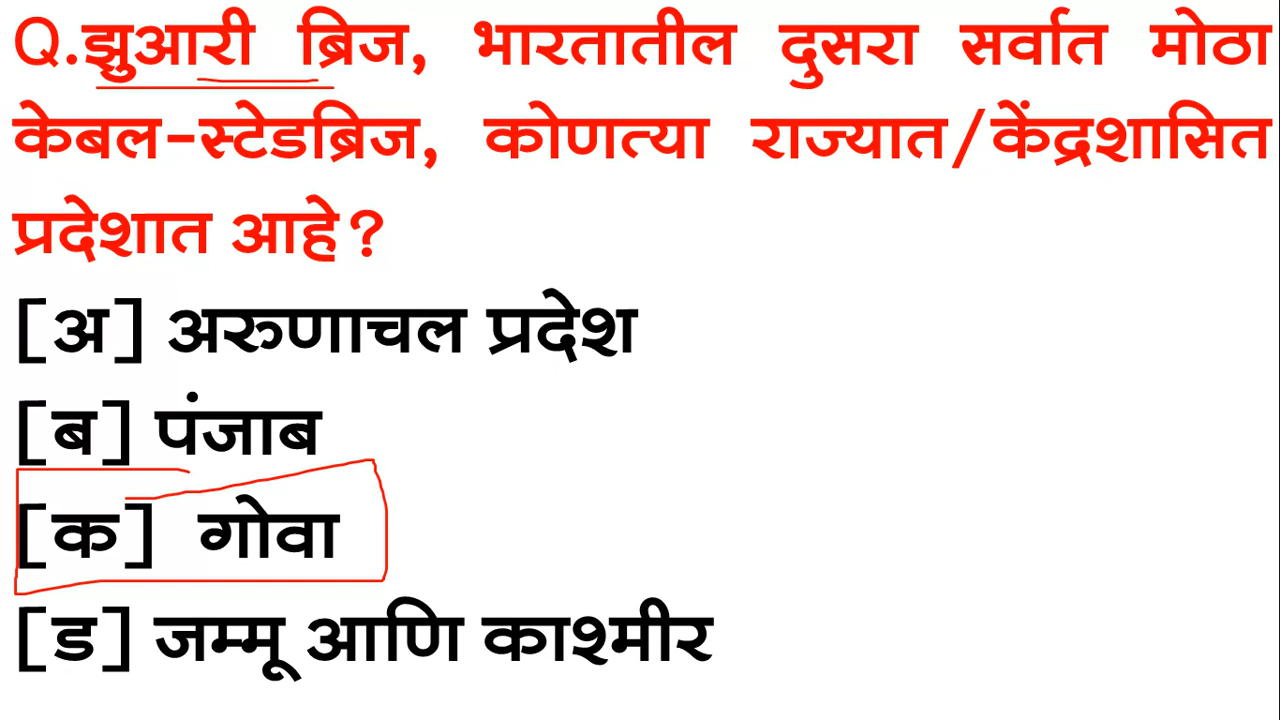 Q.झुआरी ब्रिज, भारतातील दुसरा सर्वात मोठा
केबल-स्टेडब्रिज, कोणत्या राज्यात/केंद्रशासित
प्रदेशात आहे?
[अ] अरुणाचल प्रदेश
[ब] पंजाब
[क] गोवा
[ड] जम्मू आणि काश्मीर